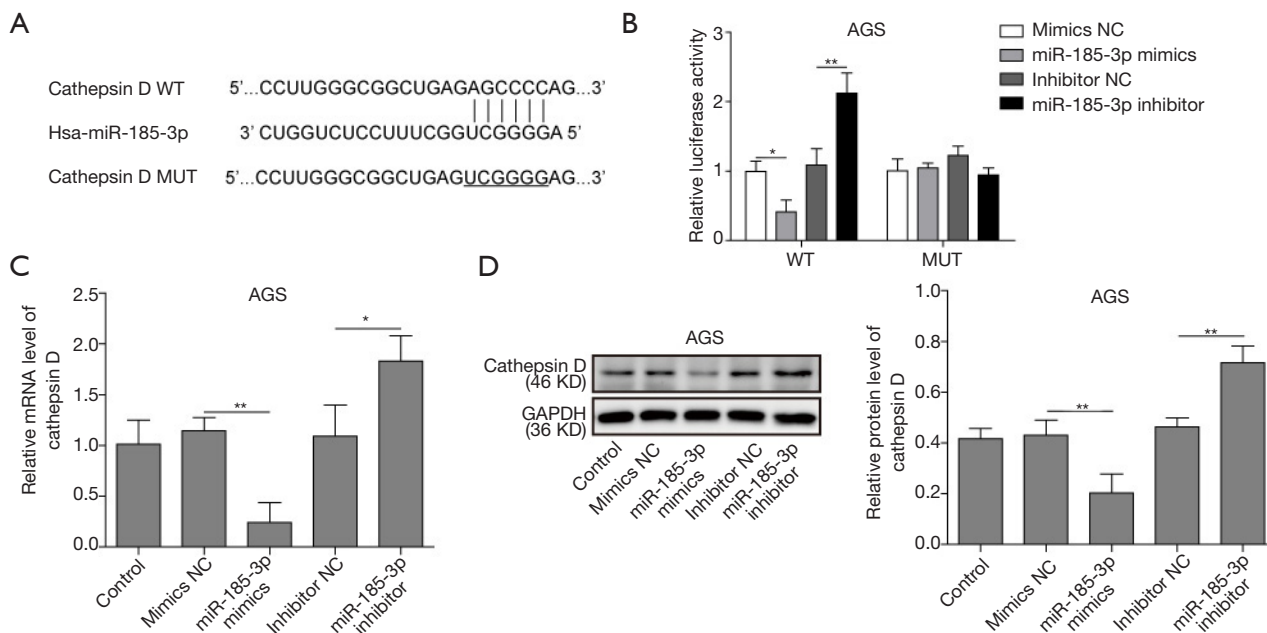 A
Cathepsin D WT 5’...CCUUGGGCGGCUGAGAGCCCCAG...3’
Hsa-miR-185-3p 3’ CUGGUCUCCUUUCGGUCGGGGA 5’
Cathepsin D MUT 5’...CCUUGGGCGGCUGAGUCGGGGAG...3’
B
AGS
Relative luciferase activity
3
2
1
0
*
**
WT
MUT
Mimics NC
miR-185-3p mimics
Inhibitor NC
miR-185-3p inhibitor
C
AGS
Relative mRNA level of
cathepsin D
2.5
2.0
1.5
1.0
0.5
0.0
**
*
Control
Mimics NC
miR-185-3p
mimics
Inhibitor NC
miR-185-3p
inhibitor
D
AGS
Cathepsin D
(46 KD)
GAPDH
(36 KD)
Control
Mimics NC
miR-185-3p
mimics
Inhibitor NC
miR-185-3p
inhibitor
AGS
Relative protein level of
cathepsin D
1.0
0.8
0.6
0.4
0.2
0.0
**
**
Control
Mimics NC
miR-185-3p
mimics
Inhibitor NC
miR-185-3p
inhibitor